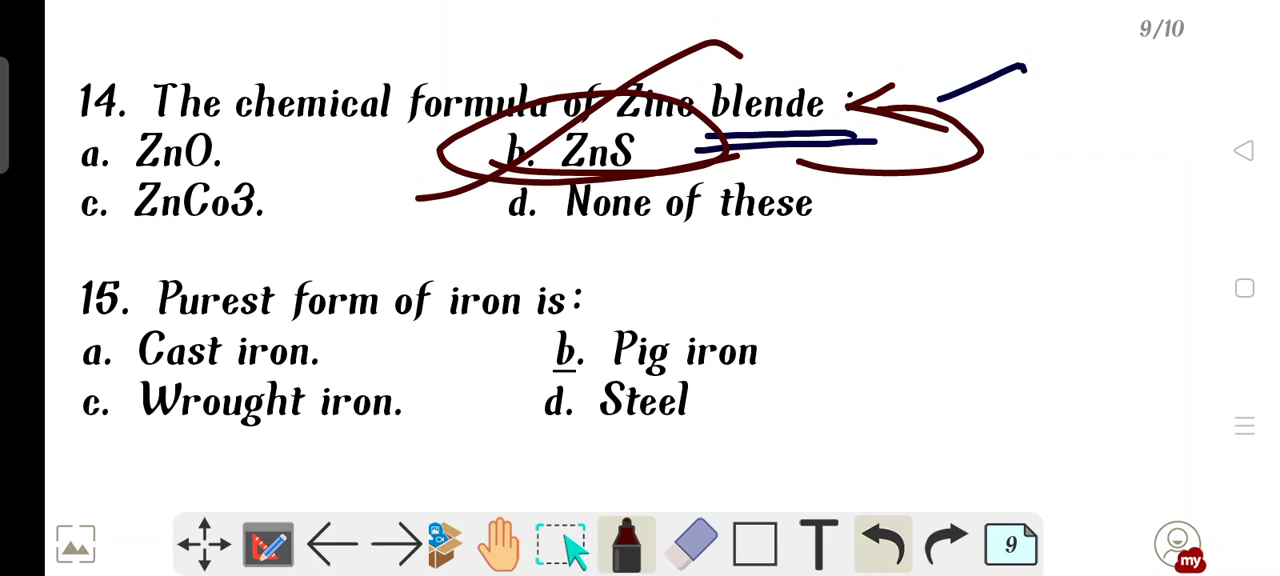 9/10
14. The chemical formula of Zinc blende :
a. ZnO. b. ZnS
c. ZnCo3. d. None of these
15. Purest form of iron is:
a. Cast iron. b. Pig iron
c. Wrought iron. d. Steel
T
9
my